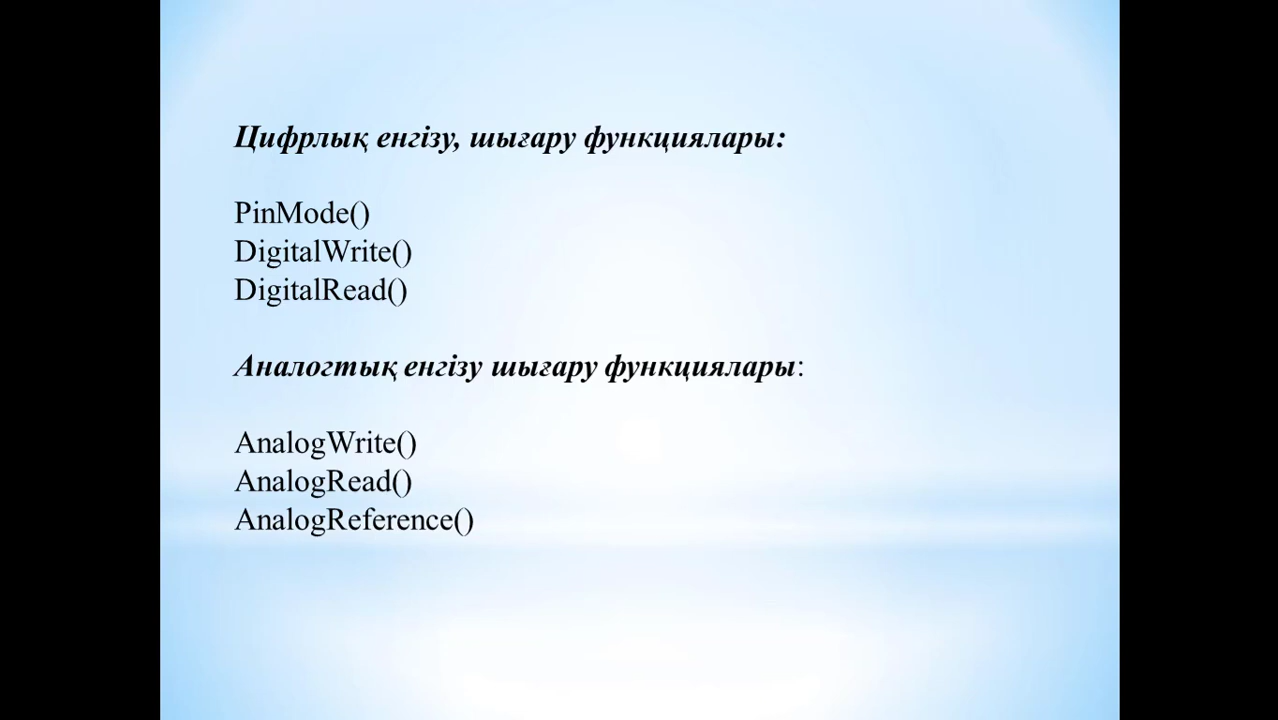 Цифрлық енгізу, шығару функциялары:
PinMode()
DigitalWrite()
DigitalRead()
Аналогтық енгізу шығару функциялары:
AnalogWrite()
AnalogRead()
AnalogReference()